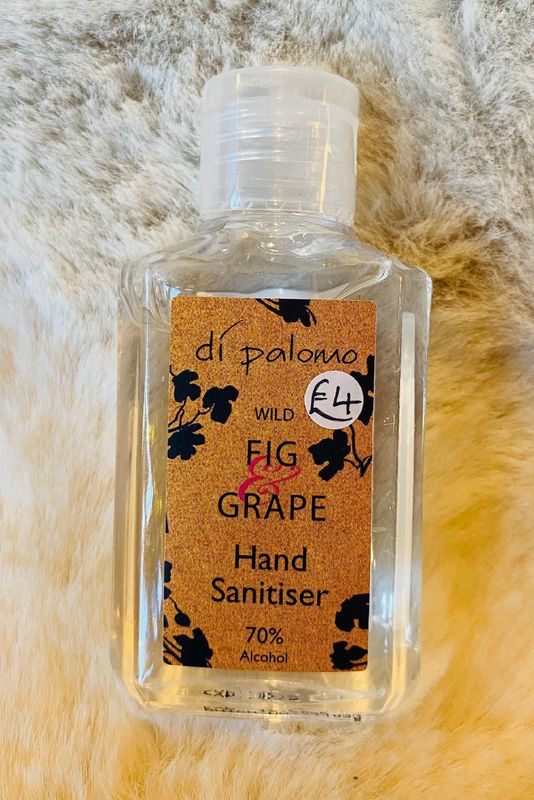 di palomo
£4
WILD
FIG
&
GRAPE
Hand
Sanitiser
70%
Alcohol